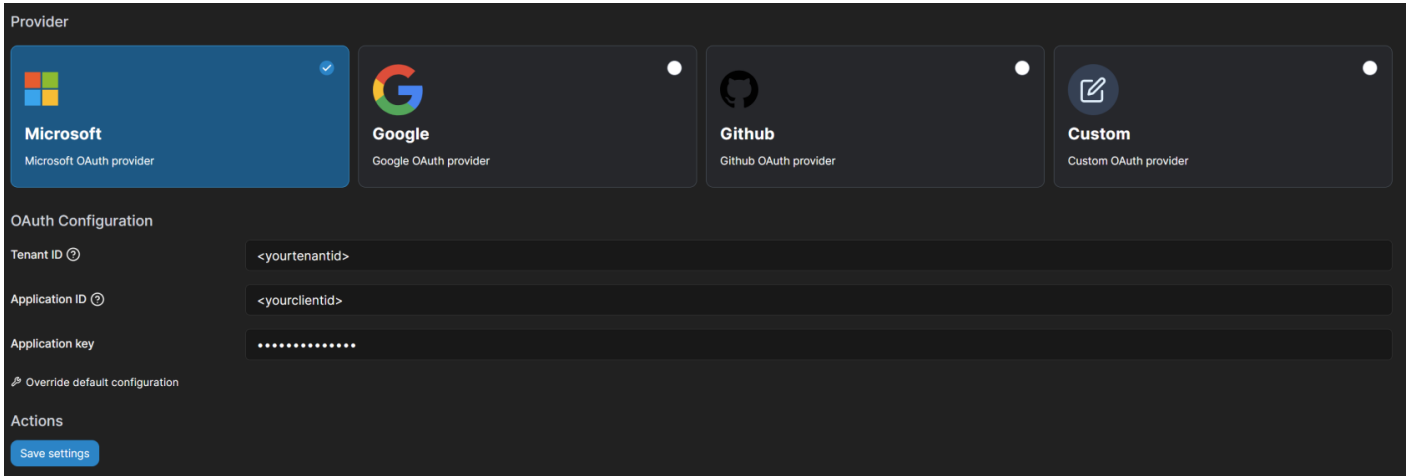 Provider
Microsoft
Microsoft OAuth provider
Google
Google OAuth provider
Github
Github OAuth provider
Custom
Custom OAuth provider
OAuth Configuration
Tenant ID ?
<yourtenantid>
Application ID ?
<yourclientid>
Application key
••••••••••••••
Override default configuration
Actions
Save settings